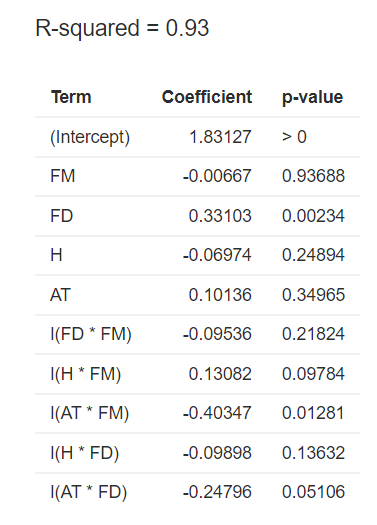 R-squared = 0.93
Term Coefficient p-value
(Intercept) 1.83127 > 0
FM -0.00667 0.93688
FD 0.33103 0.00234
H -0.06974 0.24894
AT 0.10136 0.34965
I(FD * FM) -0.09536 0.21824
I(H * FM) 0.13082 0.09784
I(AT * FM) -0.40347 0.01281
I(H * FD) -0.09898 0.13632
I(AT * FD) -0.24796 0.05106